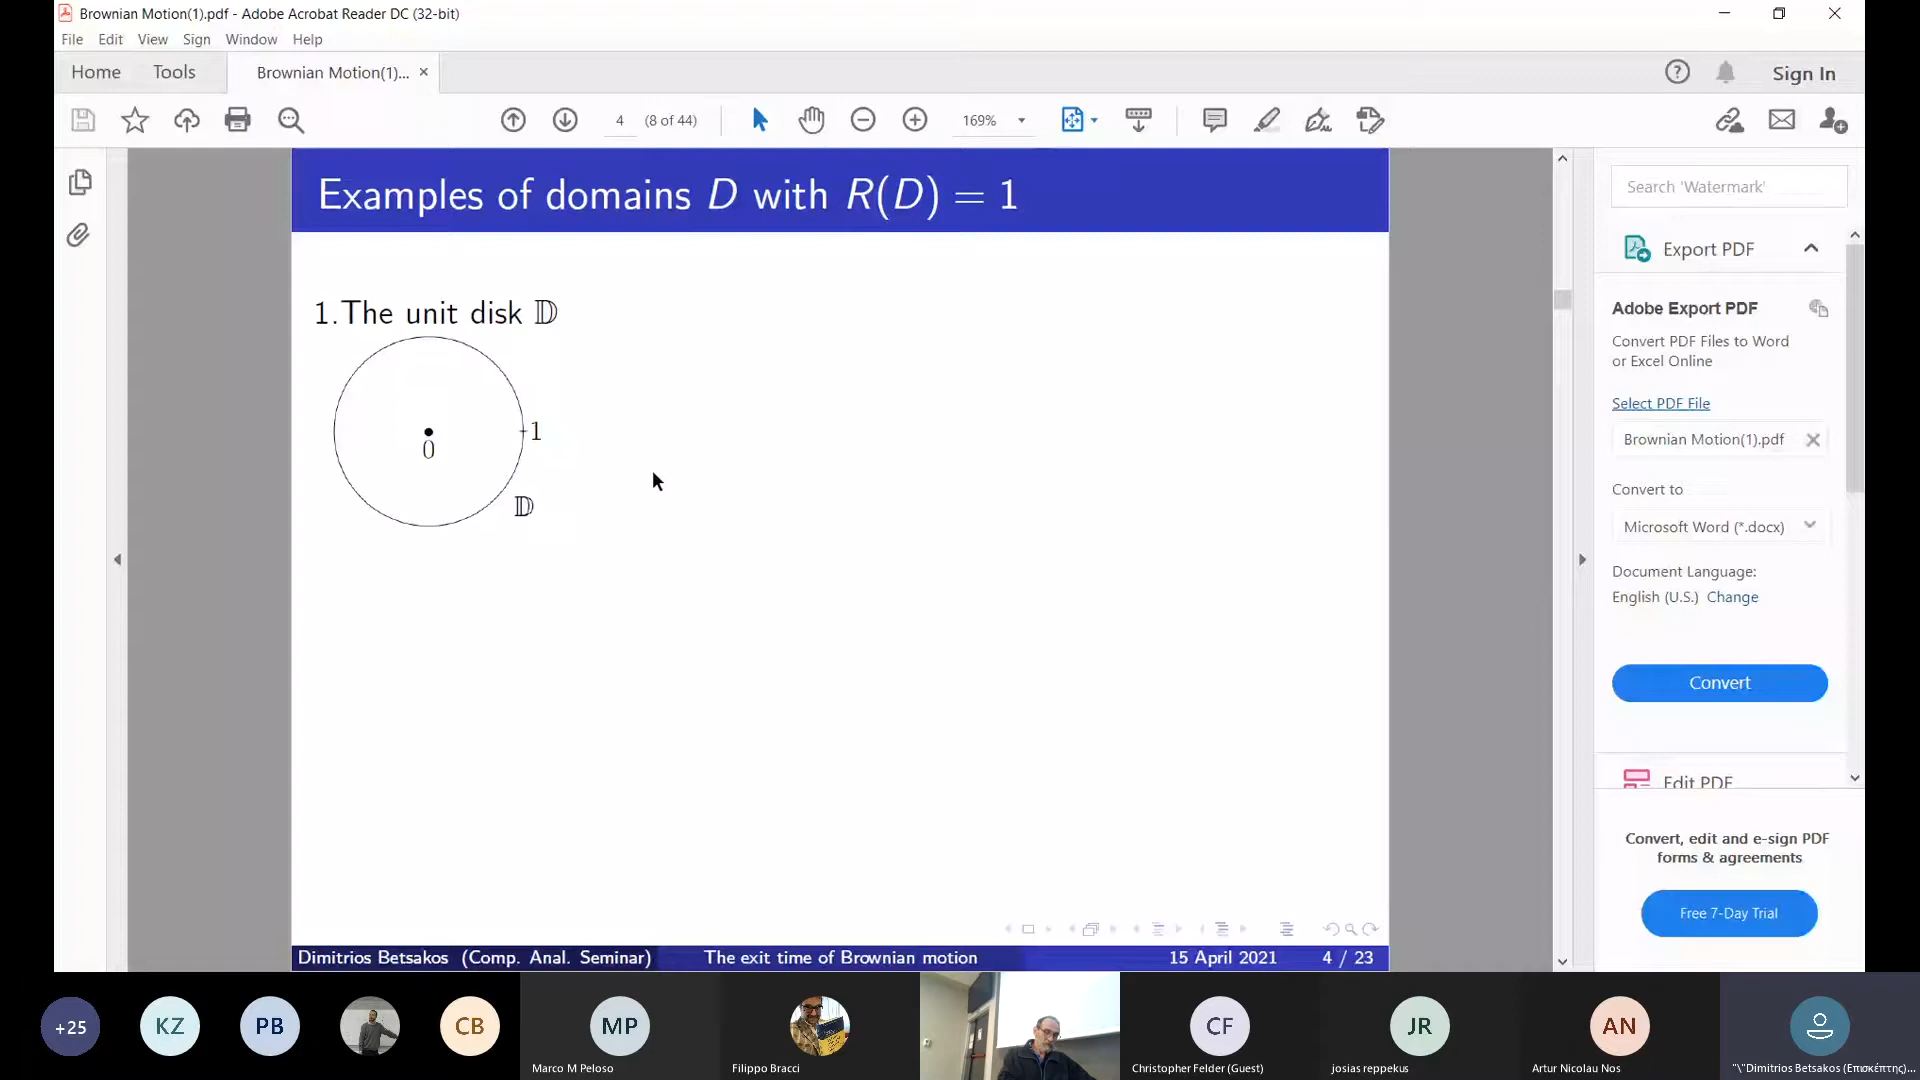 Brownian Motion(1).pdf - Adobe Acrobat Reader DC (32-bit)
File Edit View Sign Window Help
Home Tools Brownian Motion(1)... × Sign In
4 (8 of 44) 169%
Examples of domains D with R(D) = 1
1.The unit disk 𝔻
0
1
𝔻
Dimitrios Betsakos (Comp. Anal. Seminar) The exit time of Brownian motion 15 April 2021 4 / 23
Search 'Watermark'
Export PDF
Adobe Export PDF
Convert PDF Files to Word
or Excel Online
Select PDF File
Brownian Motion(1).pdf
Convert to
Microsoft Word (*.docx)
Document Language:
English (U.S.) Change
Convert
Edit PDF
Convert, edit and e-sign PDF
forms & agreements
Free 7-Day Trial
+25 KZ PB CB MP CF JR AN
Marco M Peloso Filippo Bracci Christopher Felder (Guest) josias reppekus Artur Nicolau Nos "\"Dimitrios Betsakos (Επισκέπτης)...